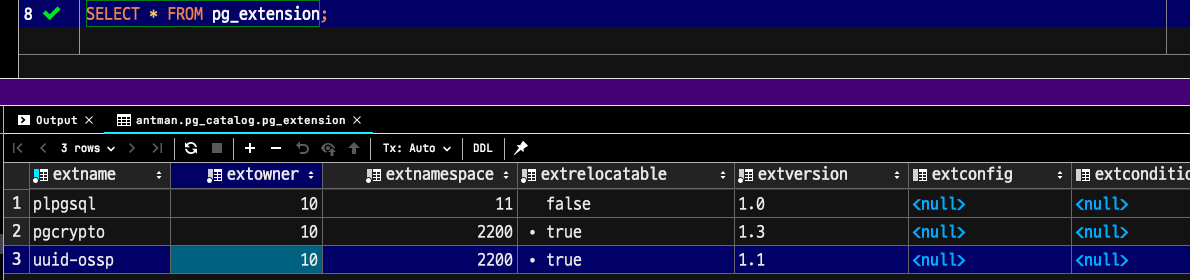 8 SELECT * FROM pg_extension;
Output antman.pg_catalog.pg_extension
3 rows Tx: Auto DDL
extname extowner extnamespace extrelocatable extversion extconfig extconditio
1 plpgsql 10 11 false 1.0 <null> <null>
2 pgcrypto 10 2200 • true 1.3 <null> <null>
3 uuid-ossp 10 2200 • true 1.1 <null> <null>